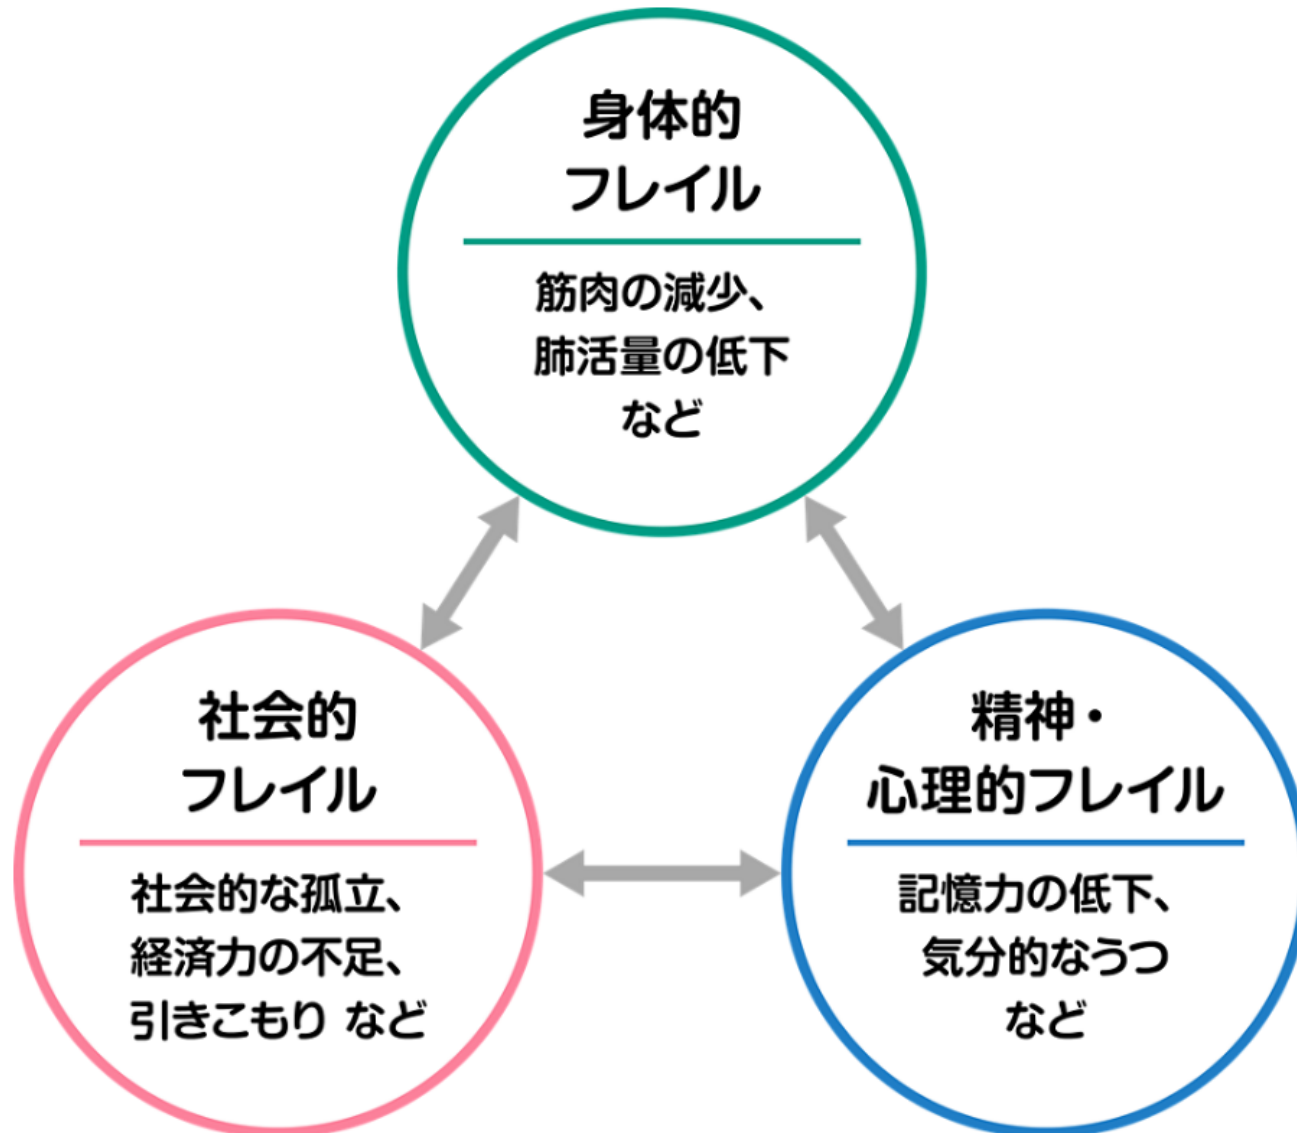 身体的
フレイル
筋肉の減少、
肺活量の低下
など
社会的
フレイル
社会的な孤立、
経済力の不足、
引きこもり など
精神・
心理的フレイル
記憶力の低下、
気分的なうつ
など